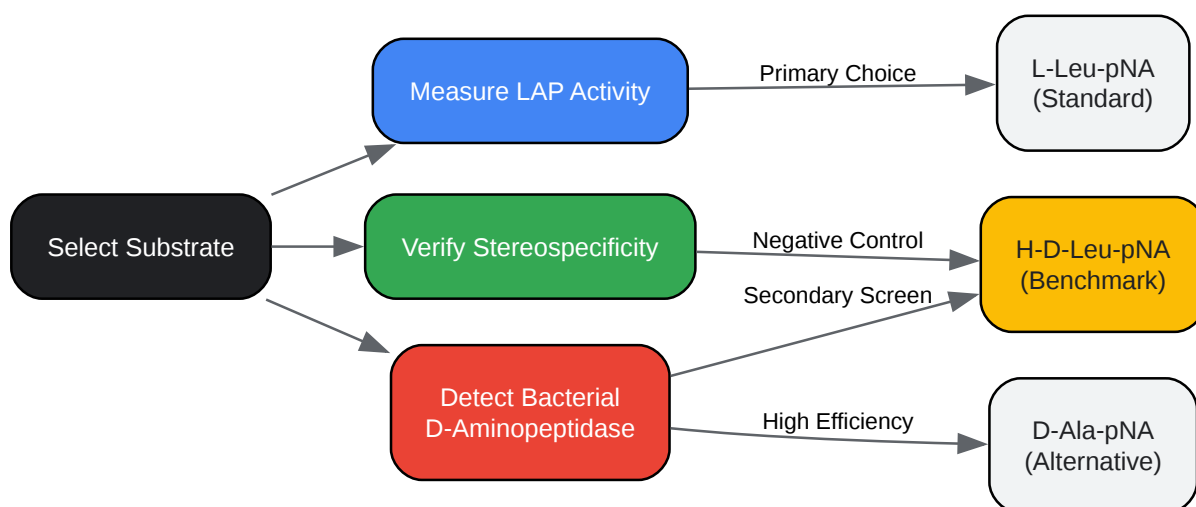 Select Substrate
Measure LAP Activity
Primary Choice
L-Leu-pNA
(Standard)
Verify Stereospecificity
Negative Control
H-D-Leu-pNA
(Benchmark)
Secondary Screen
Detect Bacterial
D-Aminopeptidase
High Efficiency
D-Ala-pNA
(Alternative)